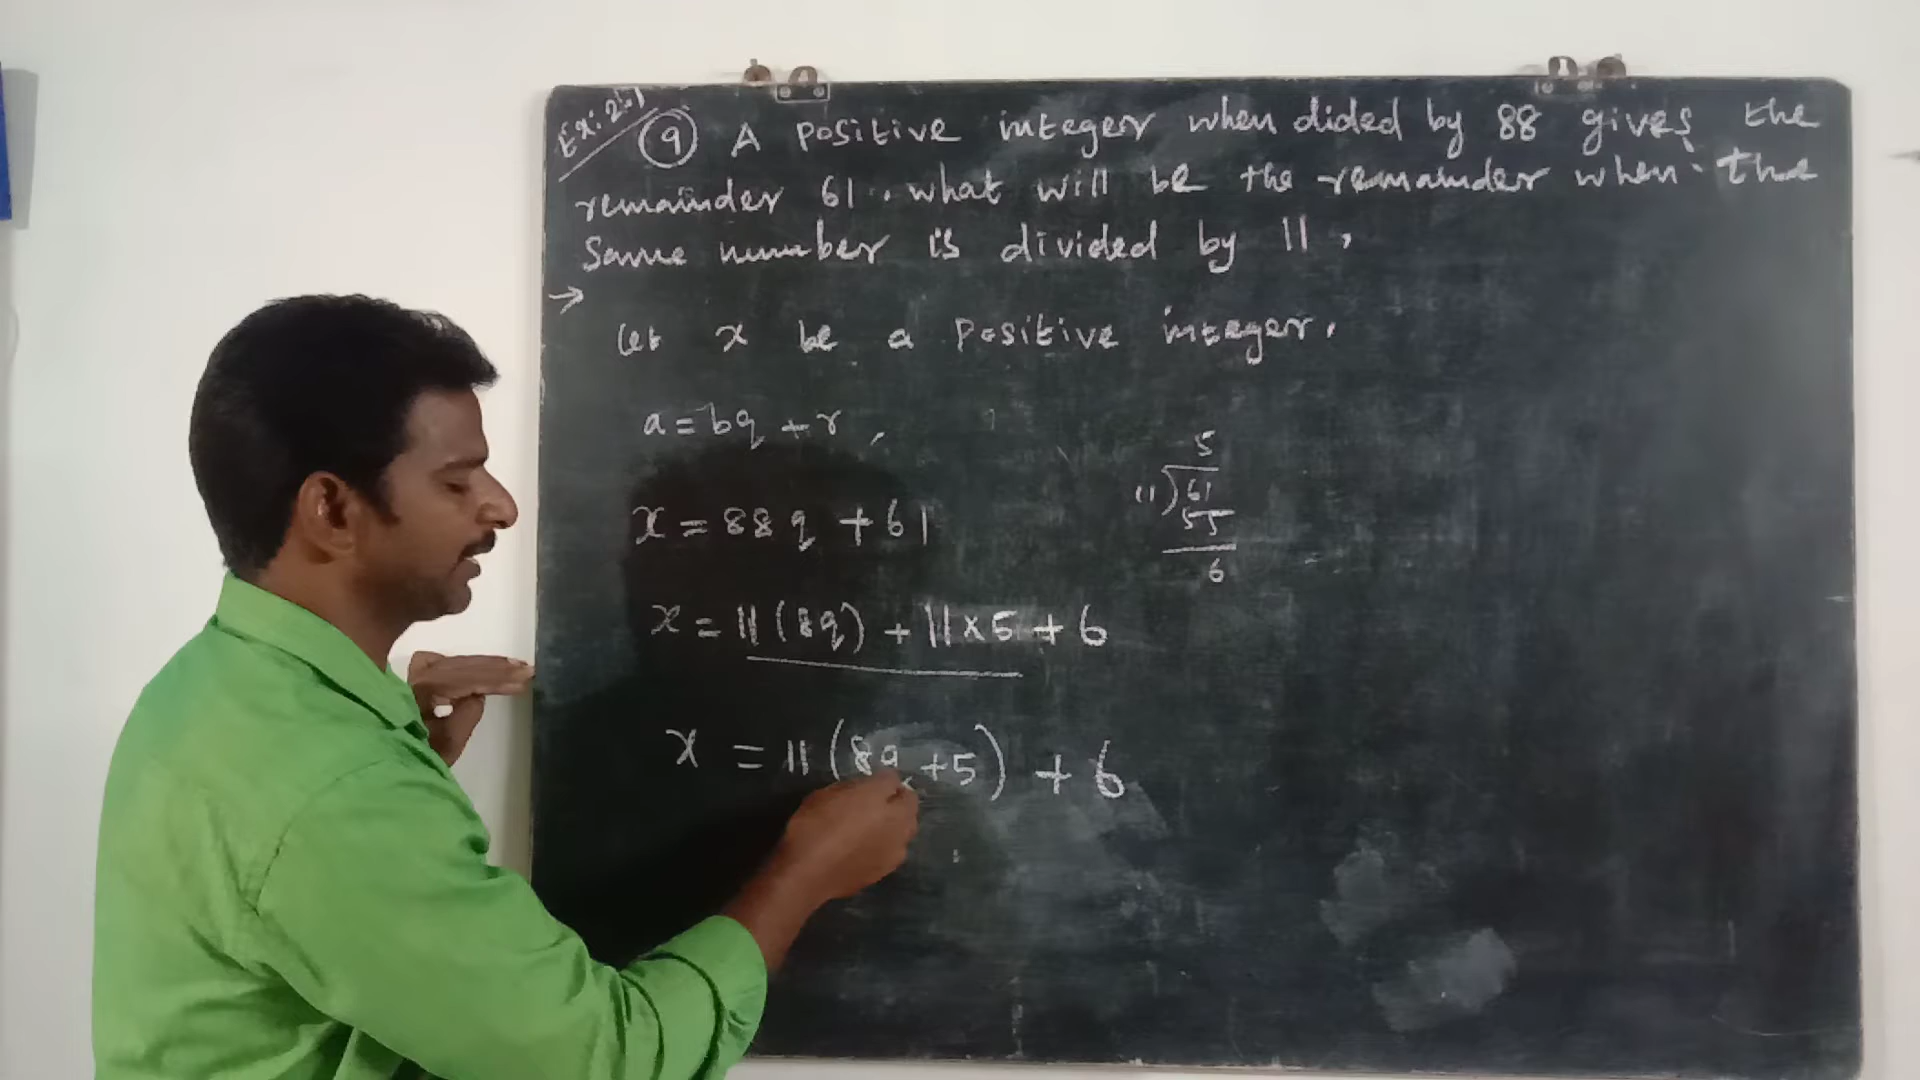 Ex: 2.1
9 A positive integer when dided by 88 gives the
remainder 61. what will be the remainder when the
Same number is divided by 11,
→
Let x be a positive integer.
a = bq + r,
x = 88q + 61
5
11) 61
55
6
x = 11(8q) + 11×5 + 6
x = 11(8q+5) + 6